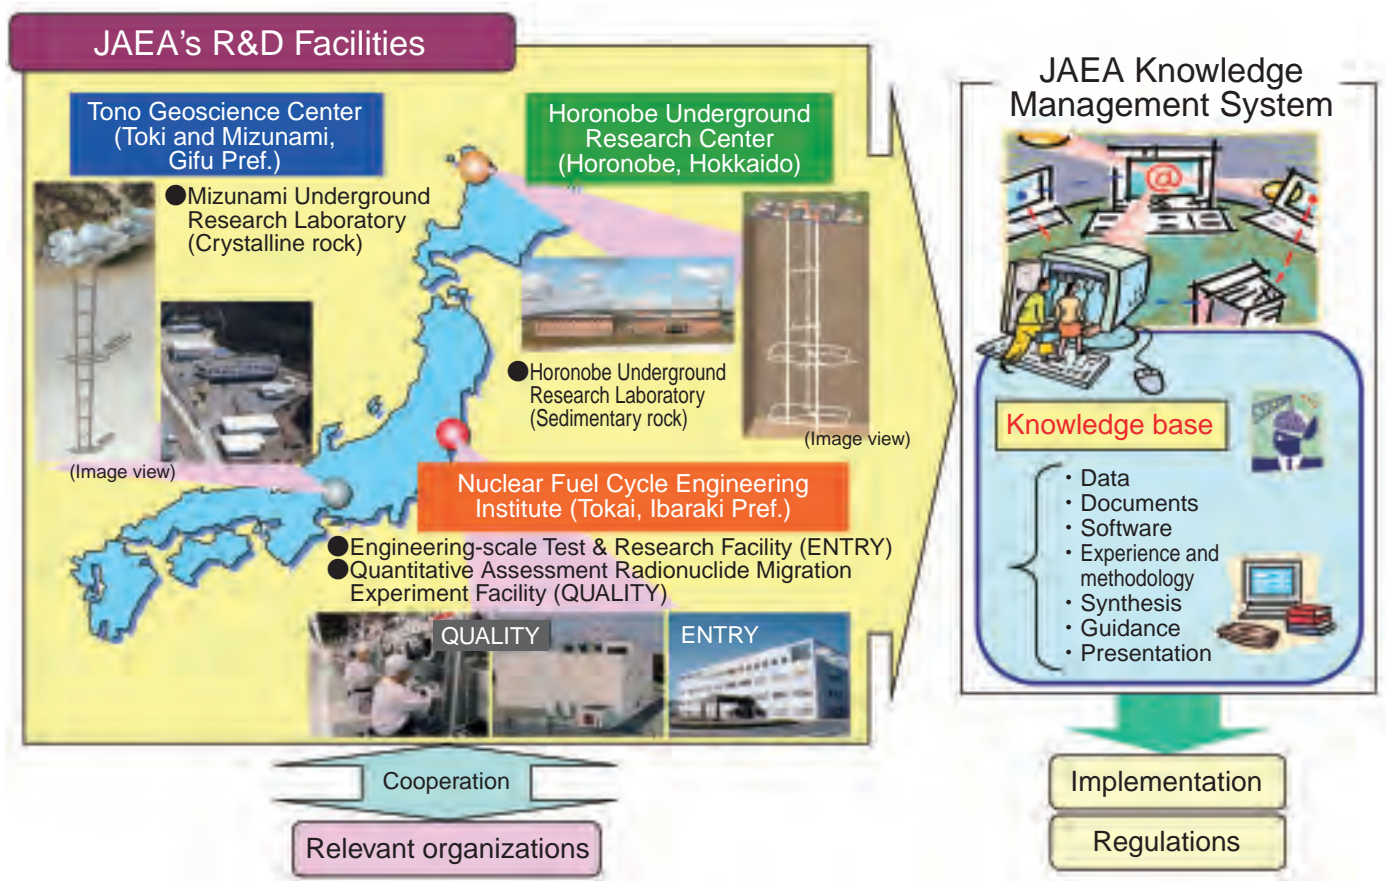 JAEA's R&D Facilities
Tono Geoscience Center
(Toki and Mizunami,
Gifu Pref.)
●Mizunami Underground
Research Laboratory
(Crystalline rock)
(Image view)
Horonobe Underground
Research Center
(Horonobe, Hokkaido)
●Horonobe Underground
Research Laboratory
(Sedimentary rock)
(Image view)
Nuclear Fuel Cycle Engineering
Institute (Tokai, Ibaraki Pref.)
●Engineering-scale Test & Research Facility (ENTRY)
●Quantitative Assessment Radionuclide Migration
Experiment Facility (QUALITY)
QUALITY
ENTRY
Cooperation
Relevant organizations
JAEA Knowledge
Management System
@
Knowledge base
・Data
・Documents
・Software
・Experience and
methodology
・Synthesis
・Guidance
・Presentation
Implementation
Regulations